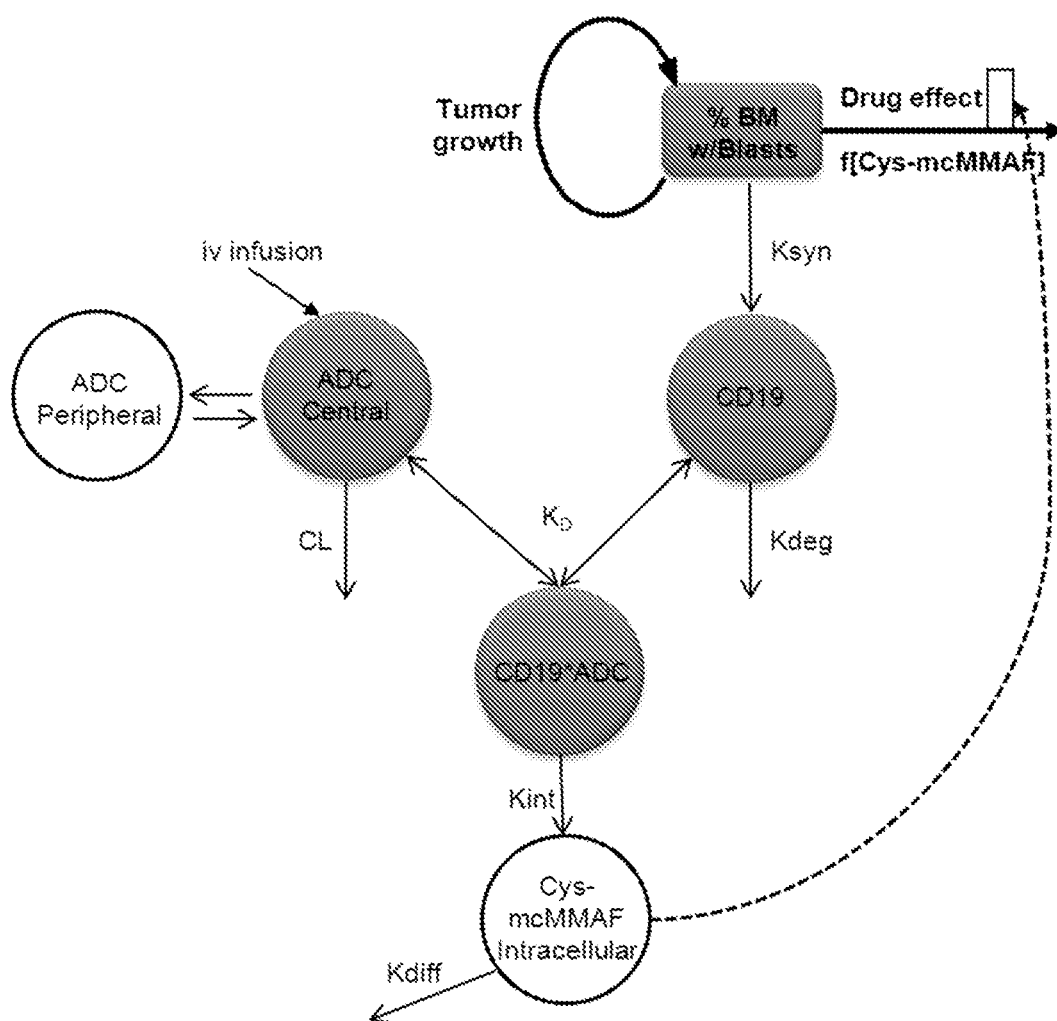 Tumor
growth
% BM
w/Blasts
Drug effect
f[Cys-mcMMAF]
Ksyn
iv infusion
ADC
Peripheral
ADC
Central
CD19
CL
K_D
Kdeg
CD19*ADC
Kint
Cys-
mcMMAF
Intracellular
Kdiff